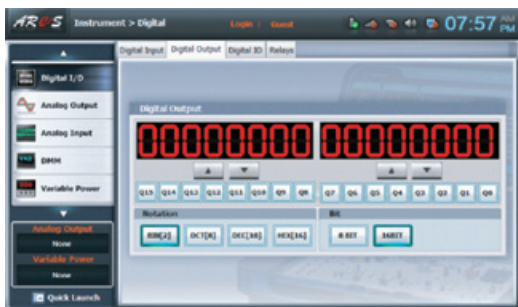 ARCS Instrument > Digital Login : Guest 07:57 AM PM
Digital Input Digital Output Digital IO Relays
Digital I/O
Analog Output
Analog Input
DMM
Variable Power
Analog Output
None
Variable Power
None
Quick Launch
Digital Output
00000000 00000000
Q15 Q14 Q13 Q12 Q11 Q10 Q9 Q8 Q7 Q6 Q5 Q4 Q3 Q2 Q1 Q0
Notation Bit
BIN[2] OCT[8] DEC[10] HEX[16] 8 BIT 16BIT